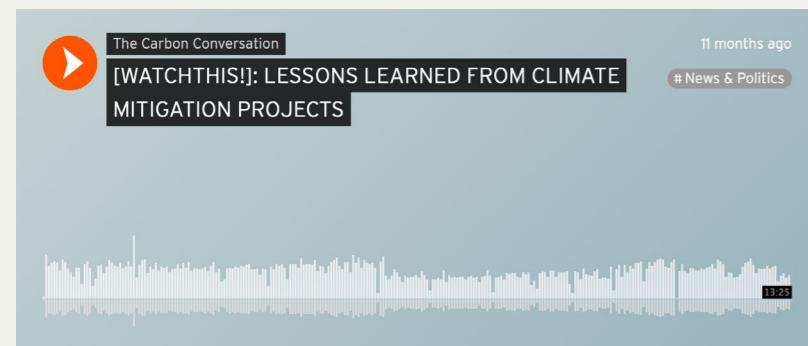 The Carbon Conversation
11 months ago
[WATCHTHIS!]: LESSONS LEARNED FROM CLIMATE
MITIGATION PROJECTS
# News & Politics
13:25